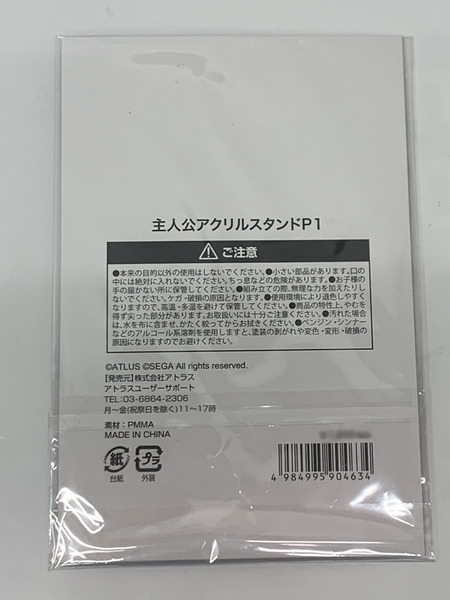 主人公アクリルスタンドP1
ご注意
●本来の目的以外の使用はしないでください。●小さい部品があります。口の
中には絶対に入れないでください。ちっ息などの危険があります。●お子様の
手の届かない所に保管してください。●組み立ての際、無理な力を加えたりし
ないでください。ケガ・破損の原因となります。●使用環境により退色しやすく
なりますので、高温・多湿を避けて保管してください。●商品の特性上、やむを
得ず尖った部分があります。お取扱いには十分ご注意ください。●汚れた場合
は、水を布に含ませ、かたく絞ってからお拭きください。●ベンジン・シンナー
などのアルコール系溶剤を使用しますと、塗装の剥がれや変色・変形・破損の
原因になりますので避けてください。
©ATLUS ©SEGA All rights reserved.
【発売元】株式会社アトラス
アトラスユーザーサポート
TEL:03-6864-2306
月〜金(祝祭日を除く)11〜17時
素材：PMMA
MADE IN CHINA
紙 プラ
台紙 外装
4 984995 904634